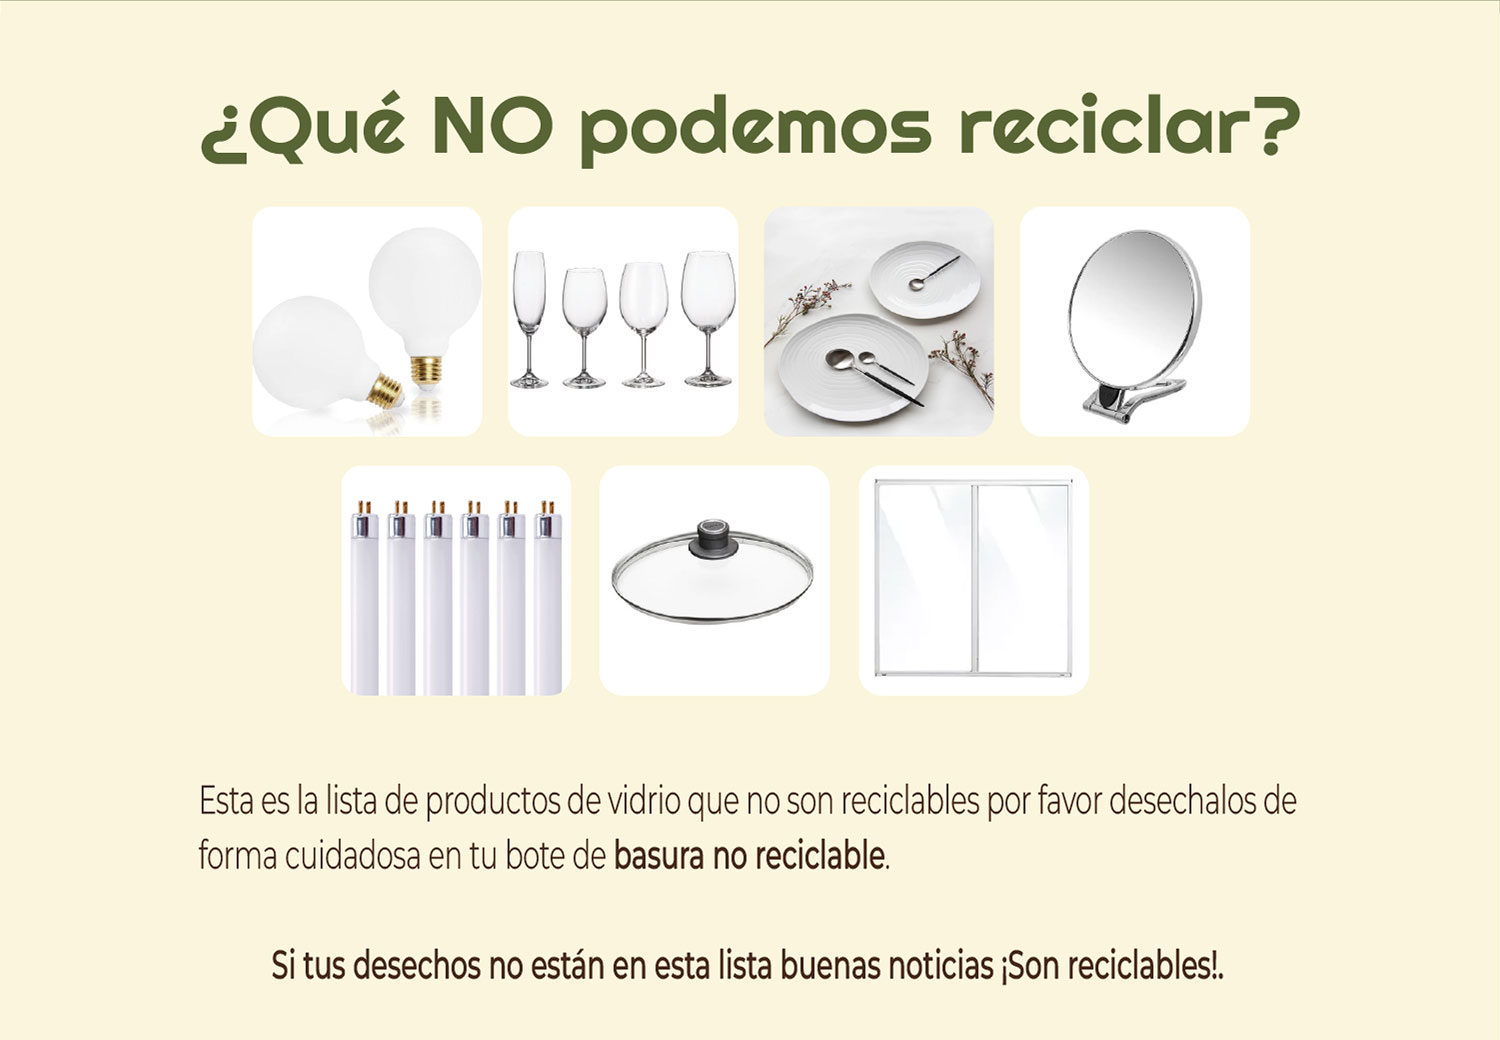 ¿Qué NO podemos reciclar?
Esta es la lista de productos de vidrio que no son reciclables por favor desechalos de
forma cuidadosa en tu bote de basura no reciclable.
Si tus desechos no están en esta lista buenas noticias ¡Son reciclables!.